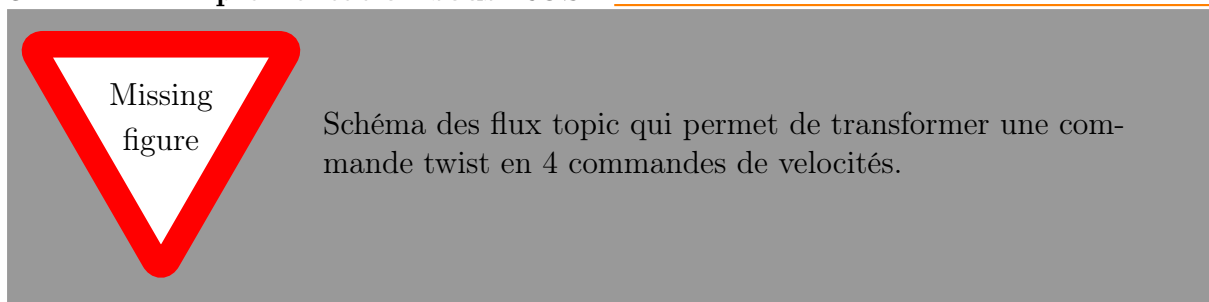 Missing
figure
Schéma des flux topic qui permet de transformer une com-
mande twist en 4 commandes de velocités.